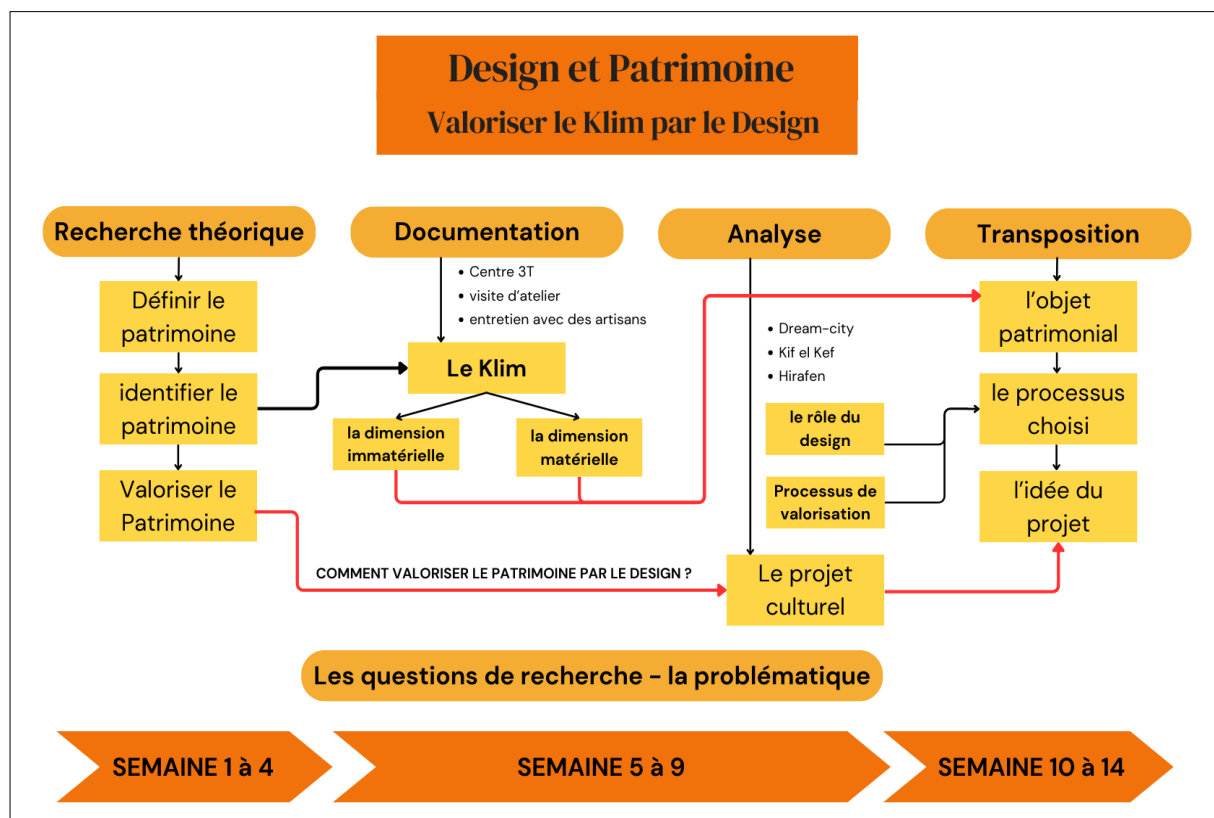 Design et Patrimoine
Valoriser le Klim par le Design
Recherche théorique
Définir le
patrimoine
identifier le
patrimoine
Valoriser le
Patrimoine
Documentation
• Centre 3T
• visite d'atelier
• entretien avec des artisans
Le Klim
la dimension
immatérielle
la dimension
matérielle
COMMENT VALORISER LE PATRIMOINE PAR LE DESIGN ?
Analyse
• Dream-city
• Kif el Kef
• Hirafen
le rôle du
design
Processus de
valorisation
Le projet
culturel
Transposition
l'objet
patrimonial
le processus
choisi
l'idée du
projet
Les questions de recherche - la problématique
SEMAINE 1 à 4
SEMAINE 5 à 9
SEMAINE 10 à 14